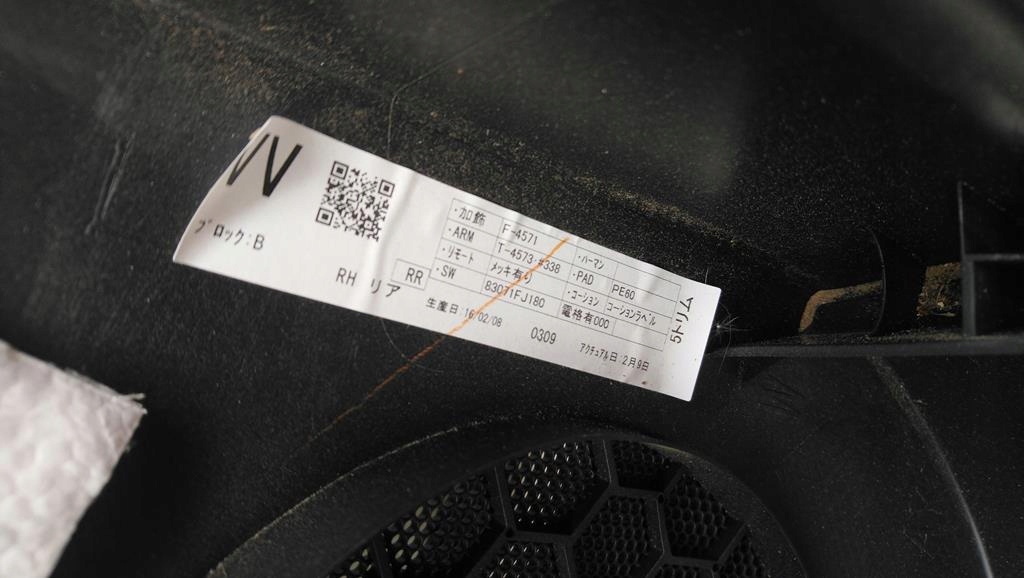 W
ブロック:B
RH リア RR
・加飾 F-4571 ・ハーマン
・ARM T-4573・#338 ・PAD PE60
・リモート メッキ有り ・コーション コーションラベル
・SW 83071FJ180 電格有000
生産日:16/02/08 0309 アクチュアル日:2月9日
5トリム